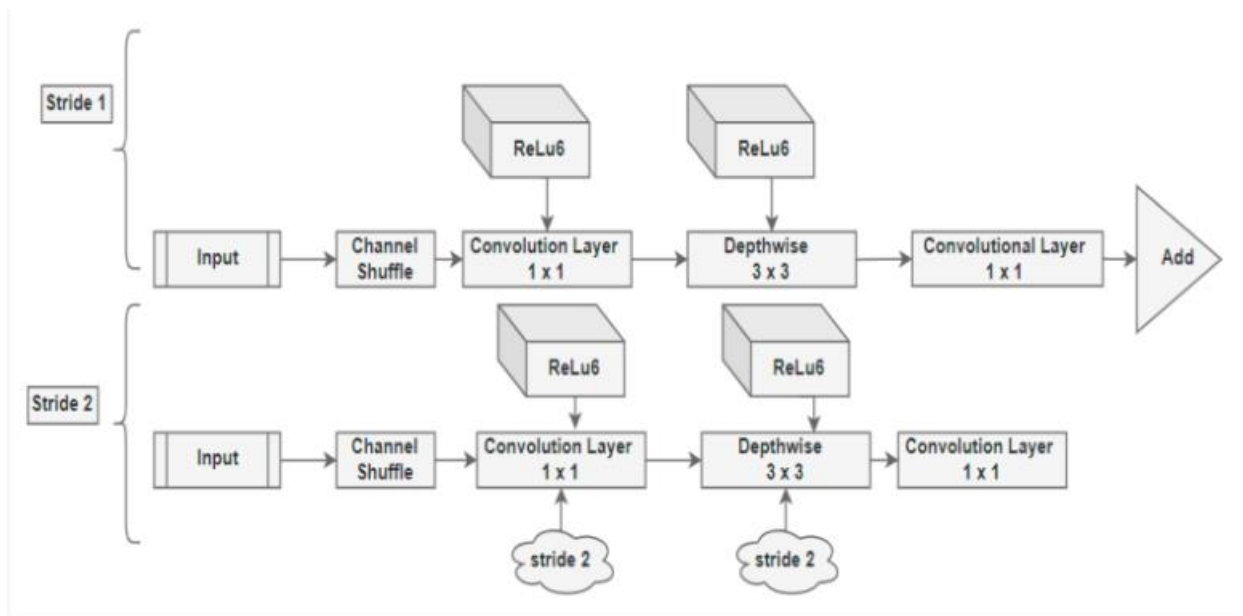 Stride 1
ReLu6
ReLu6
Input
Channel
Shuffle
Convolution Layer
1 x 1
Depthwise
3 x 3
Convolutional Layer
1 x 1
Add
Stride 2
ReLu6
ReLu6
Input
Channel
Shuffle
Convolution Layer
1 x 1
Depthwise
3 x 3
Convolution Layer
1 x 1
stride 2
stride 2